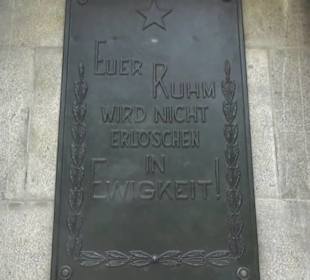 EUER
RUHM
WIRD NICHT
ERLÖSCHEN
IN
EWIGKEIT!